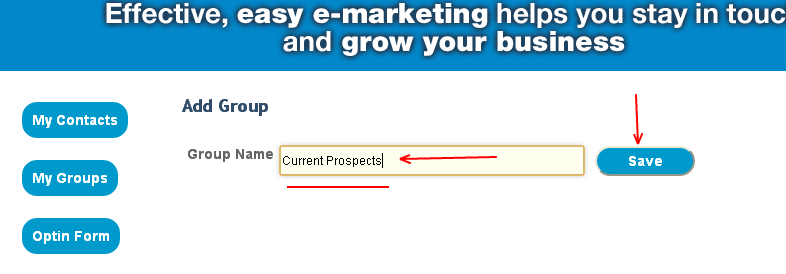 Effective, easy e-marketing helps you stay in touc
and grow your business
My Contacts
Add Group
Group Name Current Prospects Save
My Groups
Optin Form